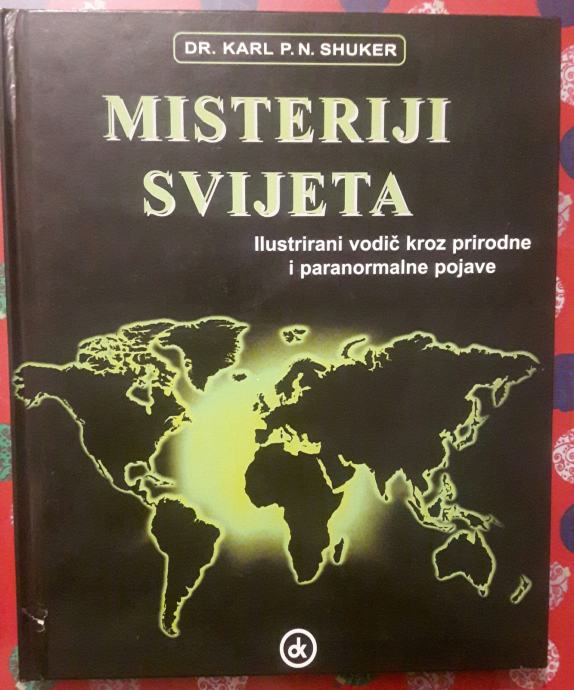 DR. KARL P. N. SHUKER
MISTERIJI
SVIJETA
Ilustrirani vodič kroz prirodne
i paranormalne pojave
dk